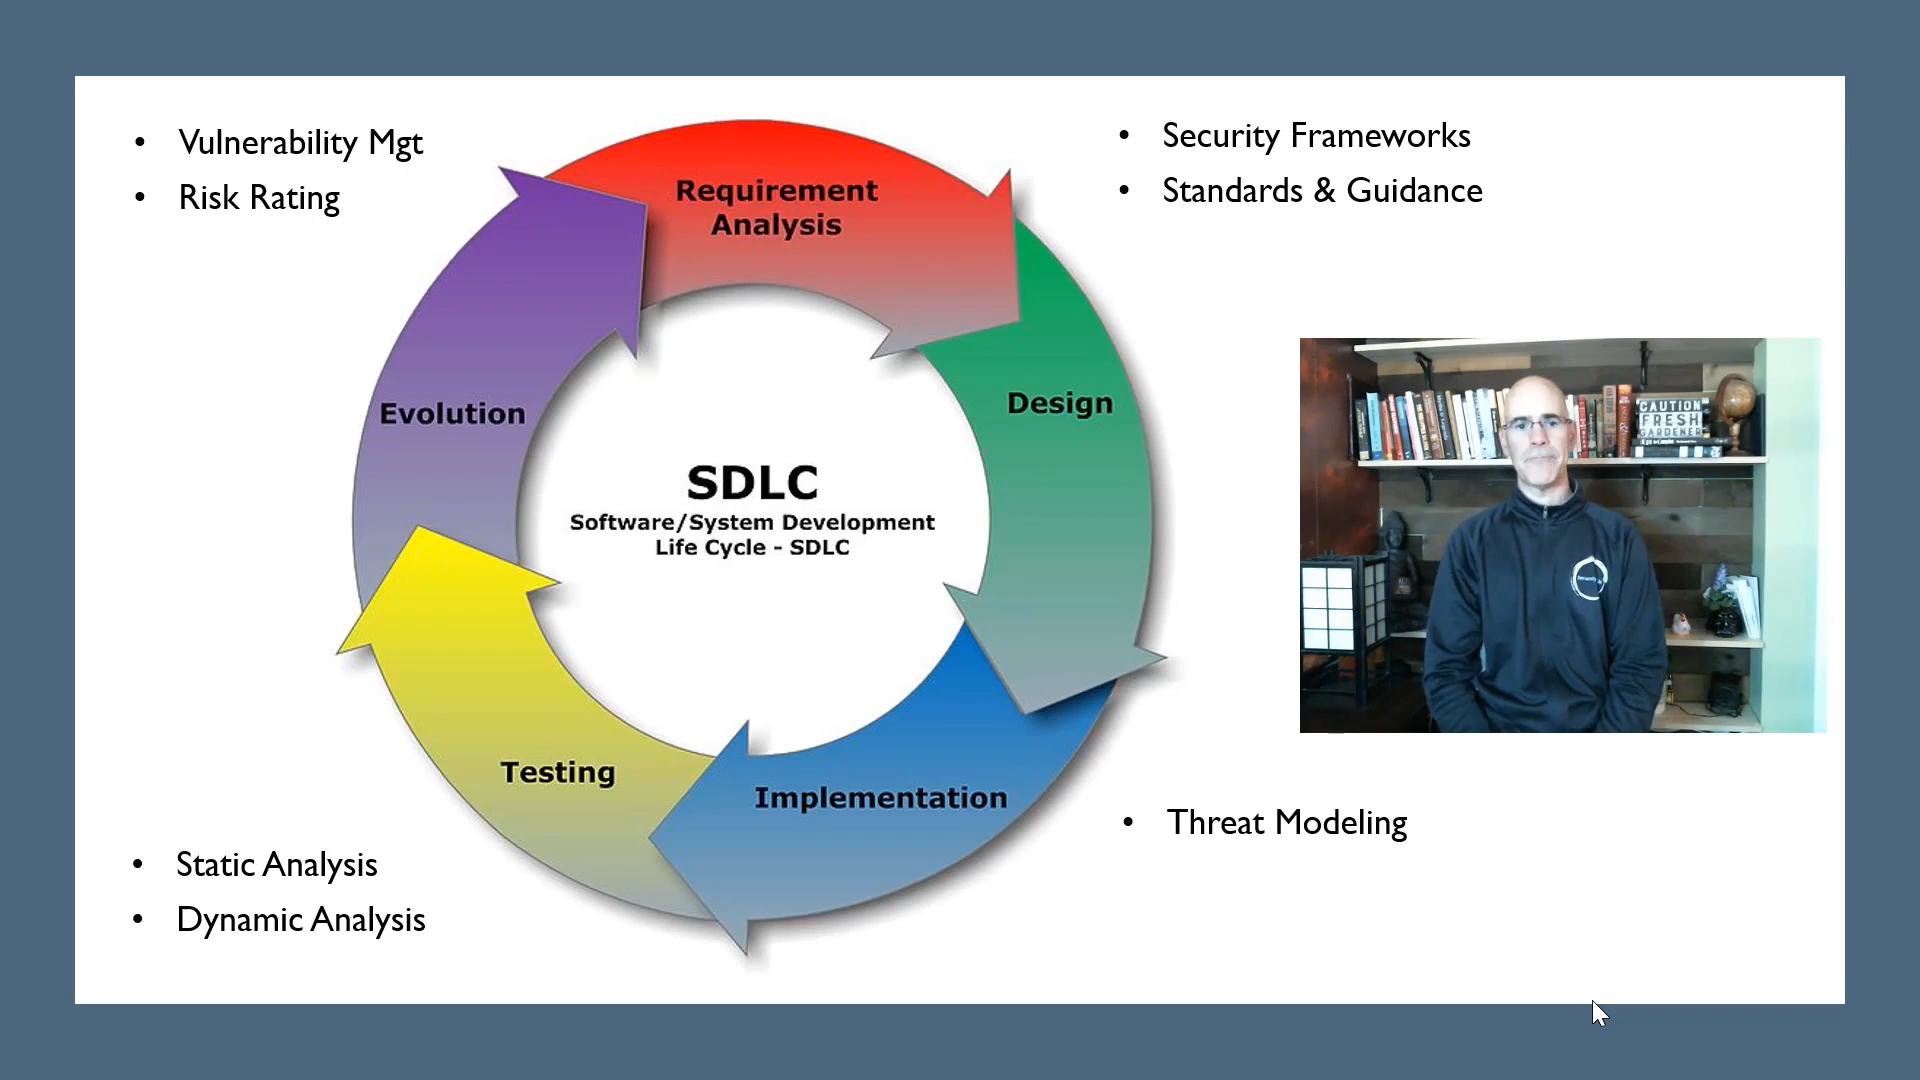 • Vulnerability Mgt
• Risk Rating
• Security Frameworks
• Standards & Guidance
Requirement
Analysis
Design
Evolution
SDLC
Software/System Development
Life Cycle - SDLC
Testing
Implementation
• Threat Modeling
• Static Analysis
• Dynamic Analysis
CAUTION
FRESH
GARDENER